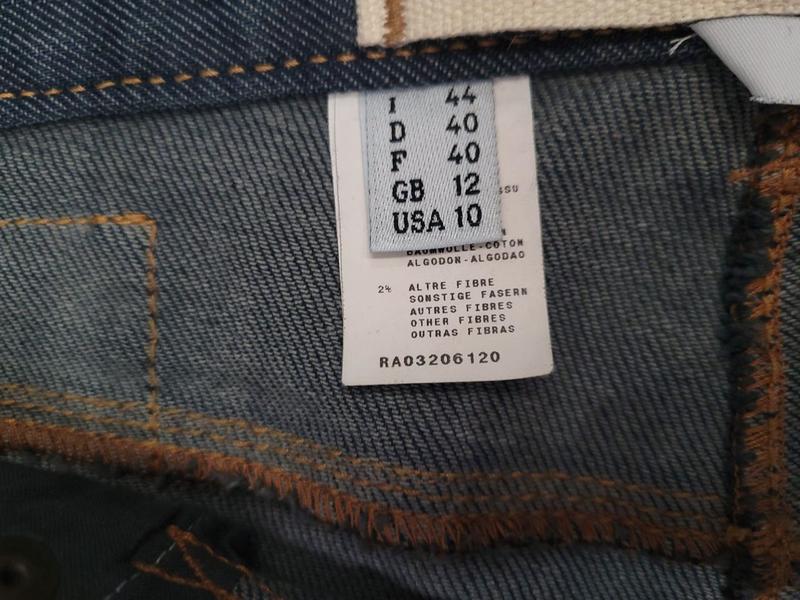 I 44
D 40
F 40
GB 12
USA 10
BAUMWOLLE-COTON
ALGODON-ALGODAO
2% ALTRE FIBRE
SONSTIGE FASERN
AUTRES FIBRES
OTHER FIBRES
OUTRAS FIBRAS
RA03206120